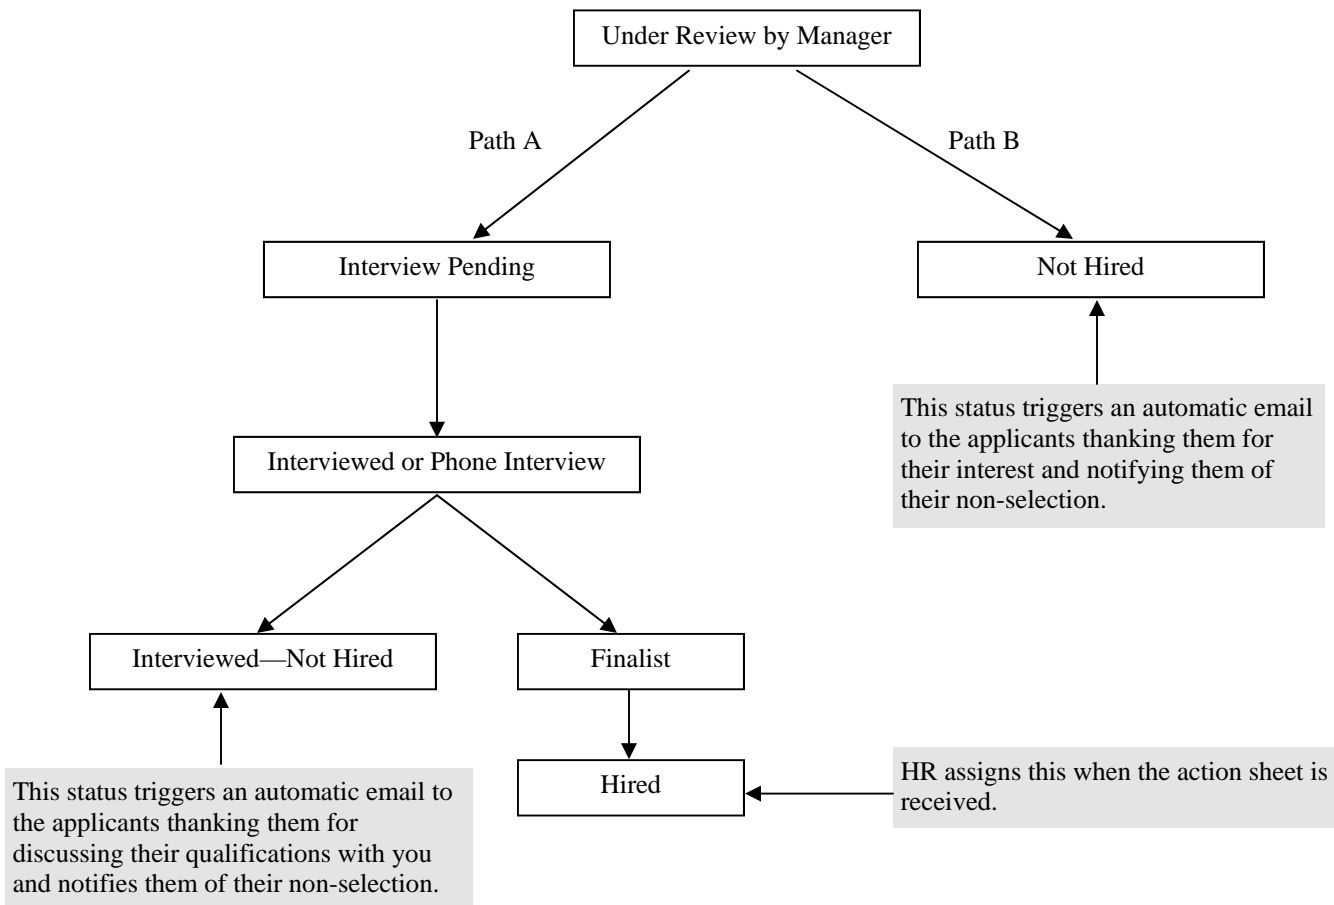 Under Review by Manager
Path A
Path B
Interview Pending
Not Hired
This status triggers an automatic email
to the applicants thanking them for
their interest and notifying them of
their non-selection.
Interviewed or Phone Interview
Interviewed—Not Hired
Finalist
Hired
HR assigns this when the action sheet is
received.
This status triggers an automatic email to
the applicants thanking them for
discussing their qualifications with you
and notifies them of their non-selection.